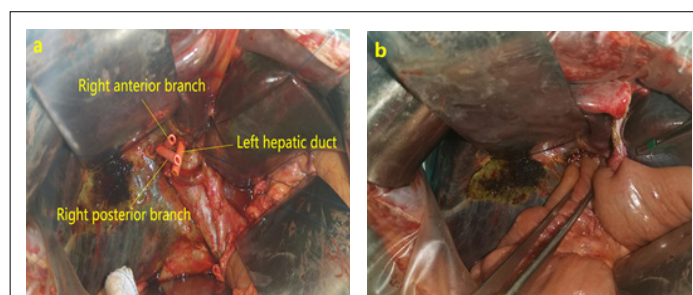 a
Right anterior branch
Left hepatic duct
Right posterior branch
b